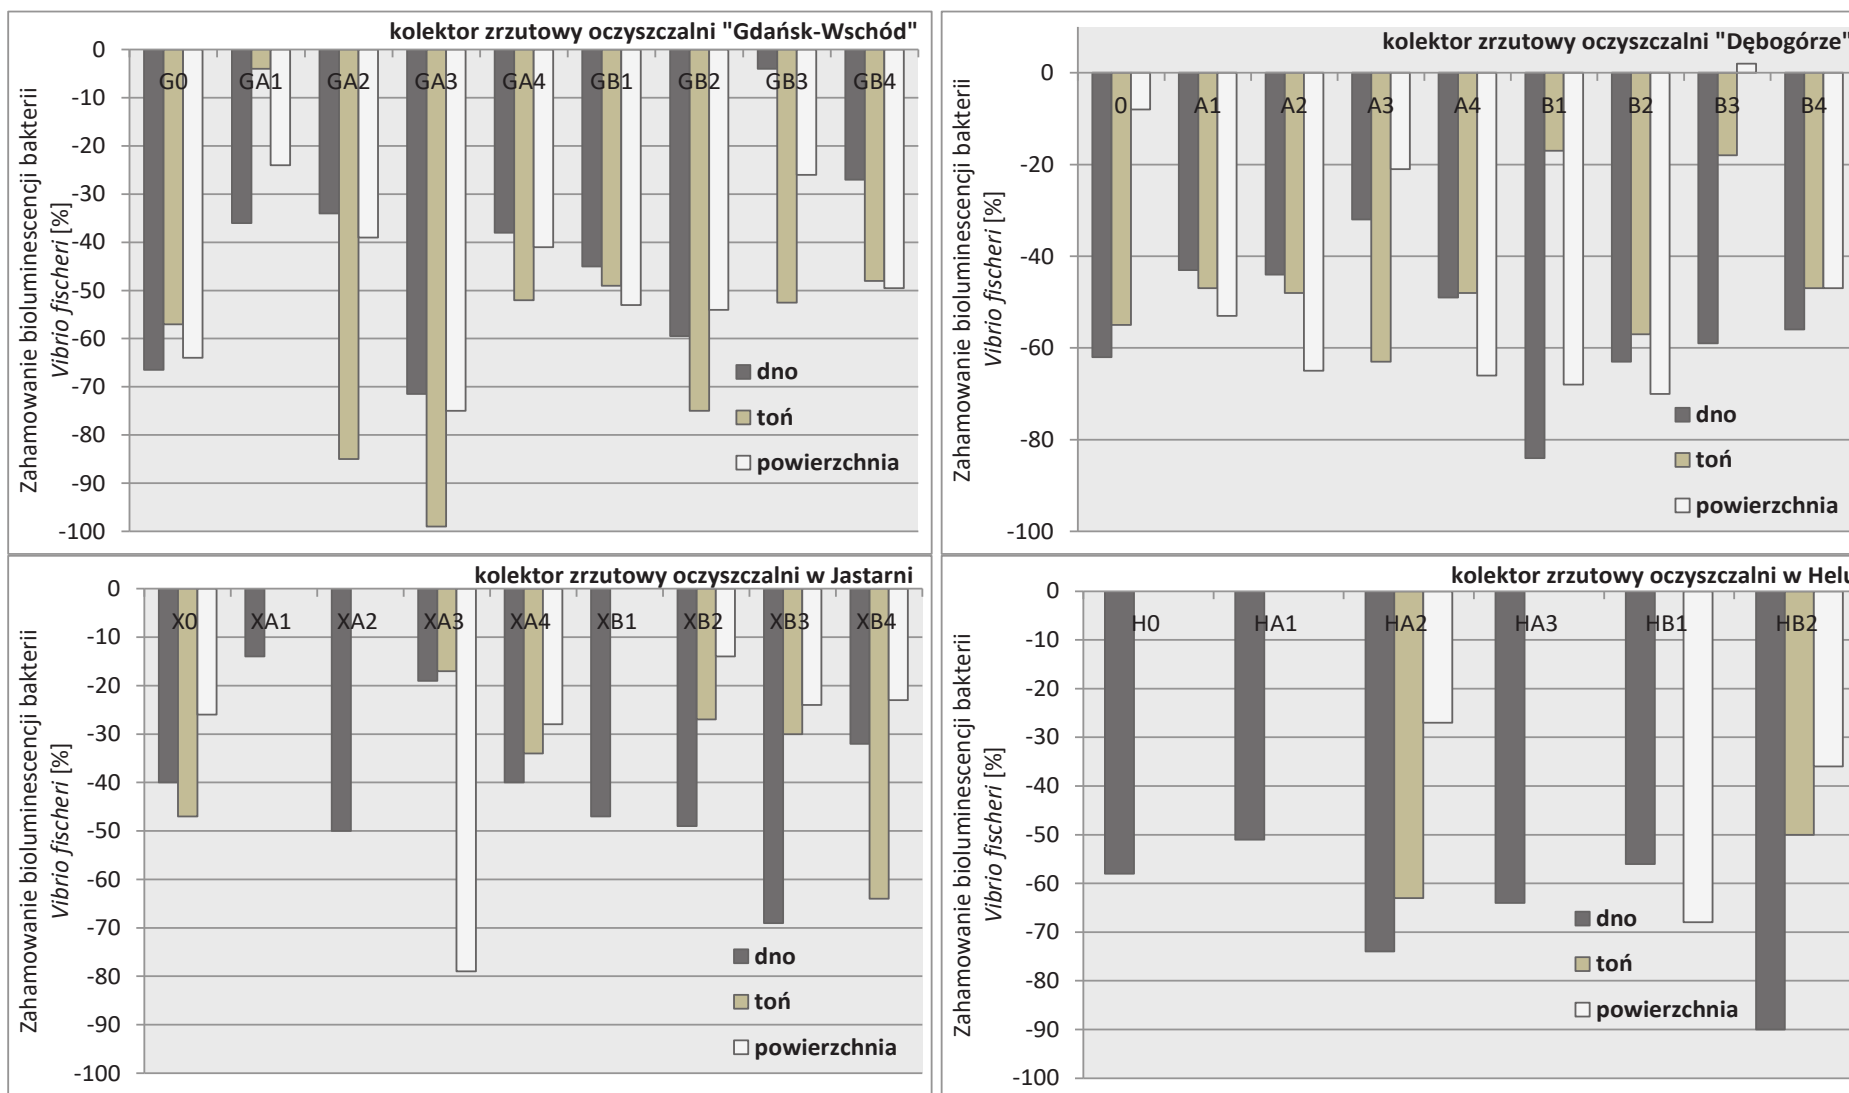 kolektor zrzutowy oczyszczalni "Gdańsk-Wschód"
Zahamowanie bioluminescencji bakterii
Vibrio fischeri [%]
0
-10
-20
-30
-40
-50
-60
-70
-80
-90
-100
G0 GA1 GA2 GA3 GA4 GB1 GB2 GB3 GB4
dno
toń
powierzchnia
kolektor zrzutowy oczyszczalni "Dębogórze"
Zahamowanie bioluminescencji bakterii
Vibrio fischeri [%]
0
-20
-40
-60
-80
-100
0 A1 A2 A3 A4 B1 B2 B3 B4
dno
toń
powierzchnia
kolektor zrzutowy oczyszczalni w Jastarni
Zahamowanie bioluminescencji bakterii
Vibrio fischeri [%]
0
-10
-20
-30
-40
-50
-60
-70
-80
-90
-100
X0 XA1 XA2 XA3 XA4 XB1 XB2 XB3 XB4
dno
toń
powierzchnia
kolektor zrzutowy oczyszczalni w Helu
Zahamowanie bioluminescencji bakterii
Vibrio fischeri [%]
0
-10
-20
-30
-40
-50
-60
-70
-80
-90
-100
H0 HA1 HA2 HA3 HB1 HB2
dno
toń
powierzchnia